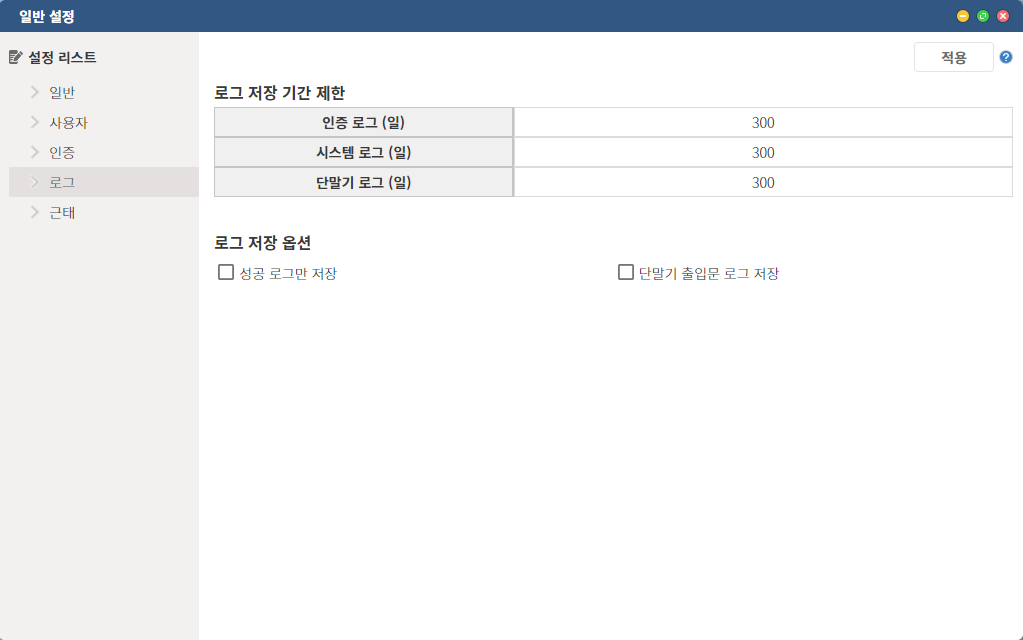 일반 설정
설정 리스트
일반
사용자
인증
로그
근태
적용
로그 저장 기간 제한
인증 로그 (일) 300
시스템 로그 (일) 300
단말기 로그 (일) 300
로그 저장 옵션
성공 로그만 저장 단말기 출입문 로그 저장